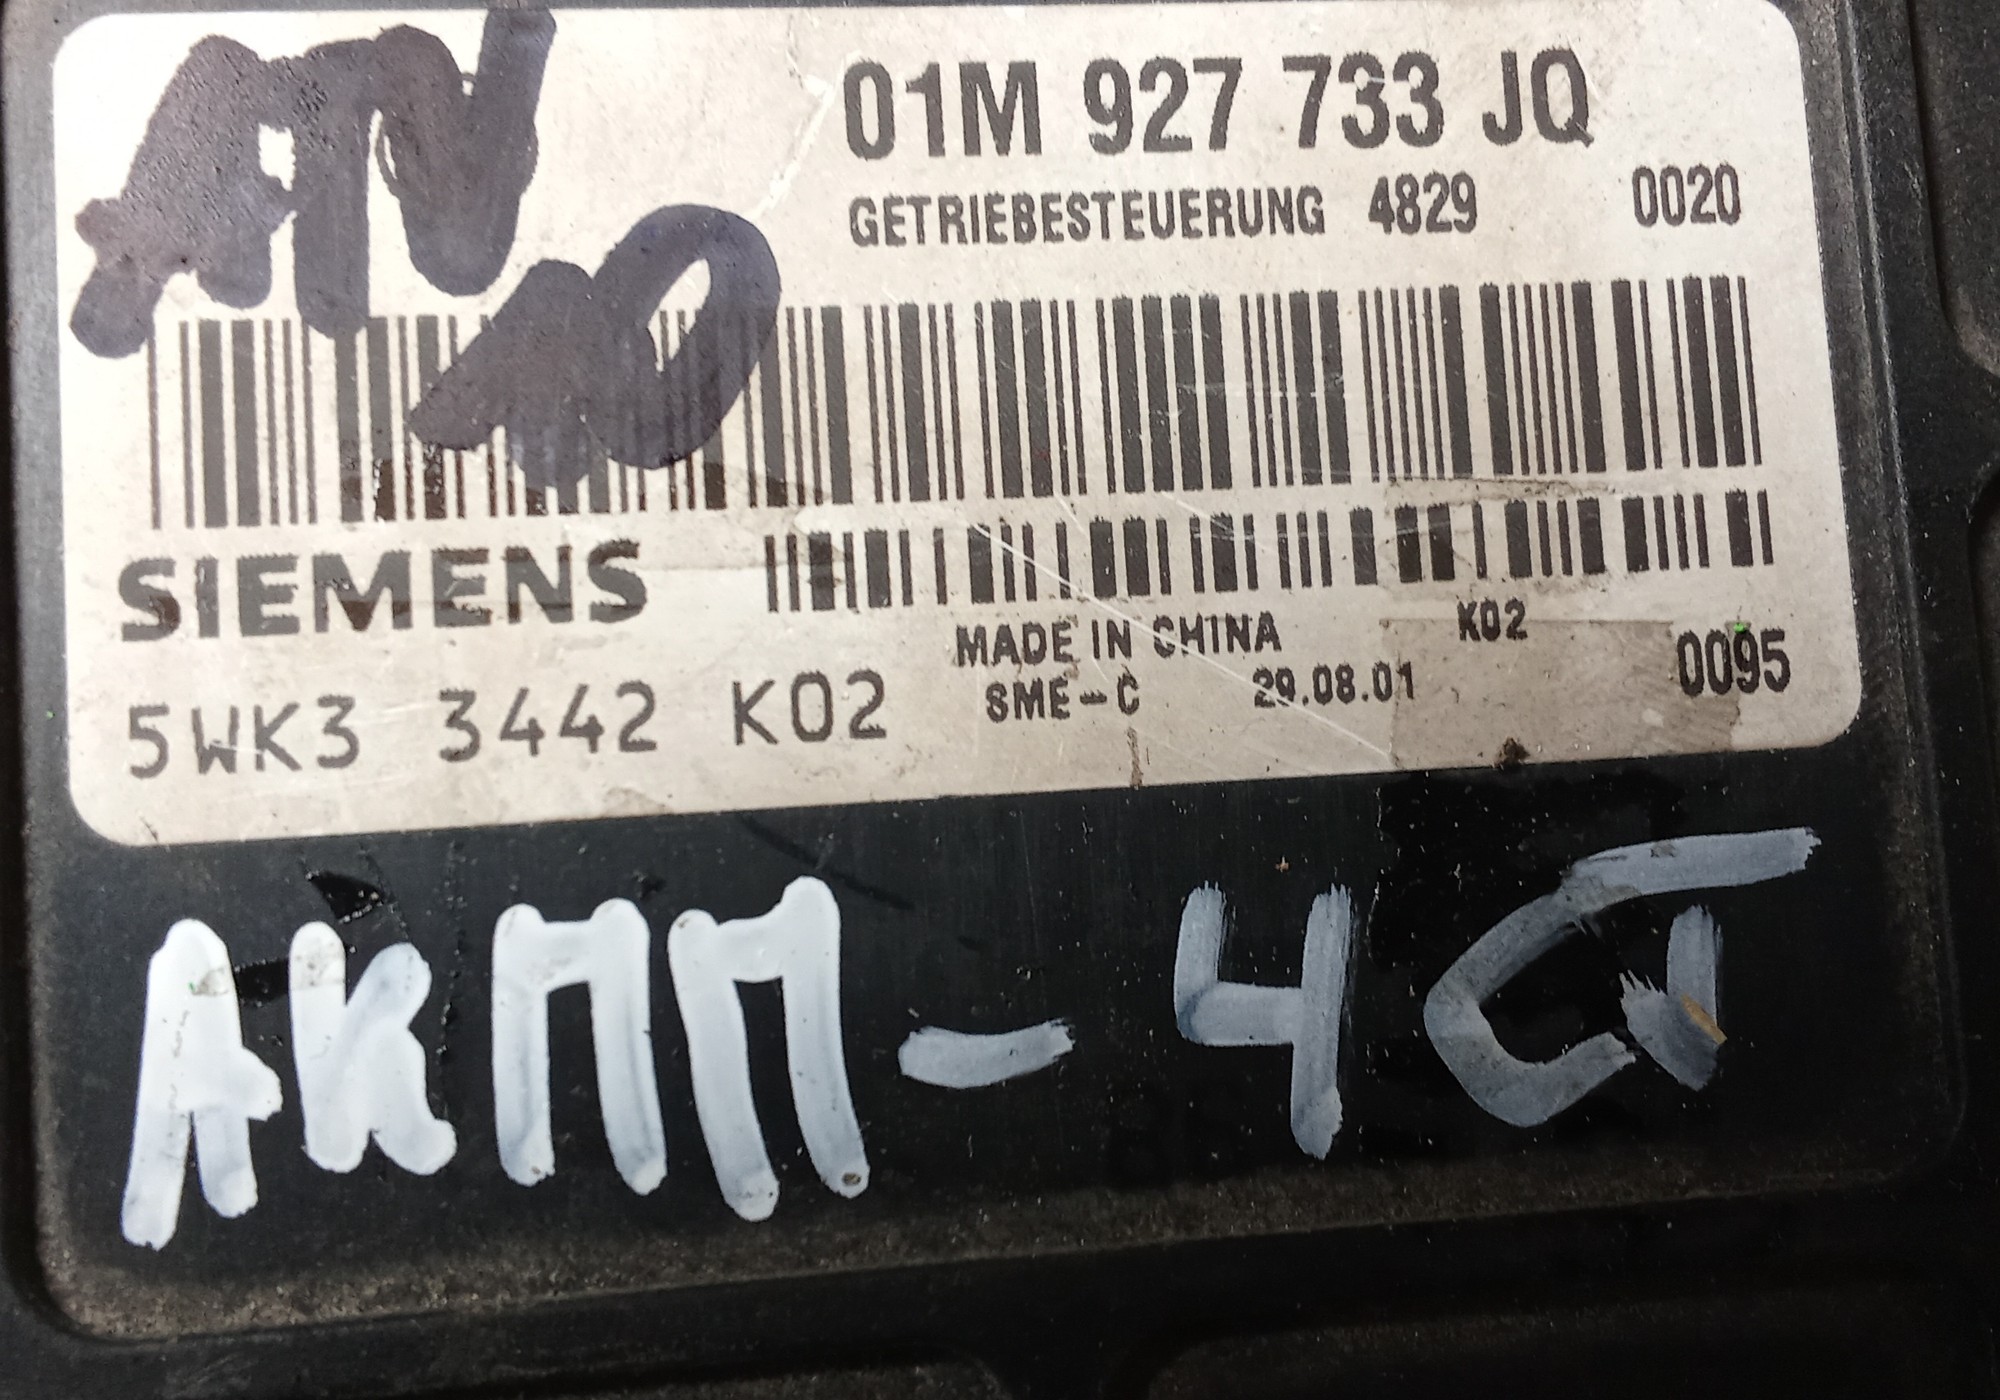 01M 927 733 JQ
GETRIEBESTEUERUNG 4829 0020
SIEMENS
MADE IN CHINA K02
5WK3 3442 K02
SME-C 29.08.01 0095
АКПП-4